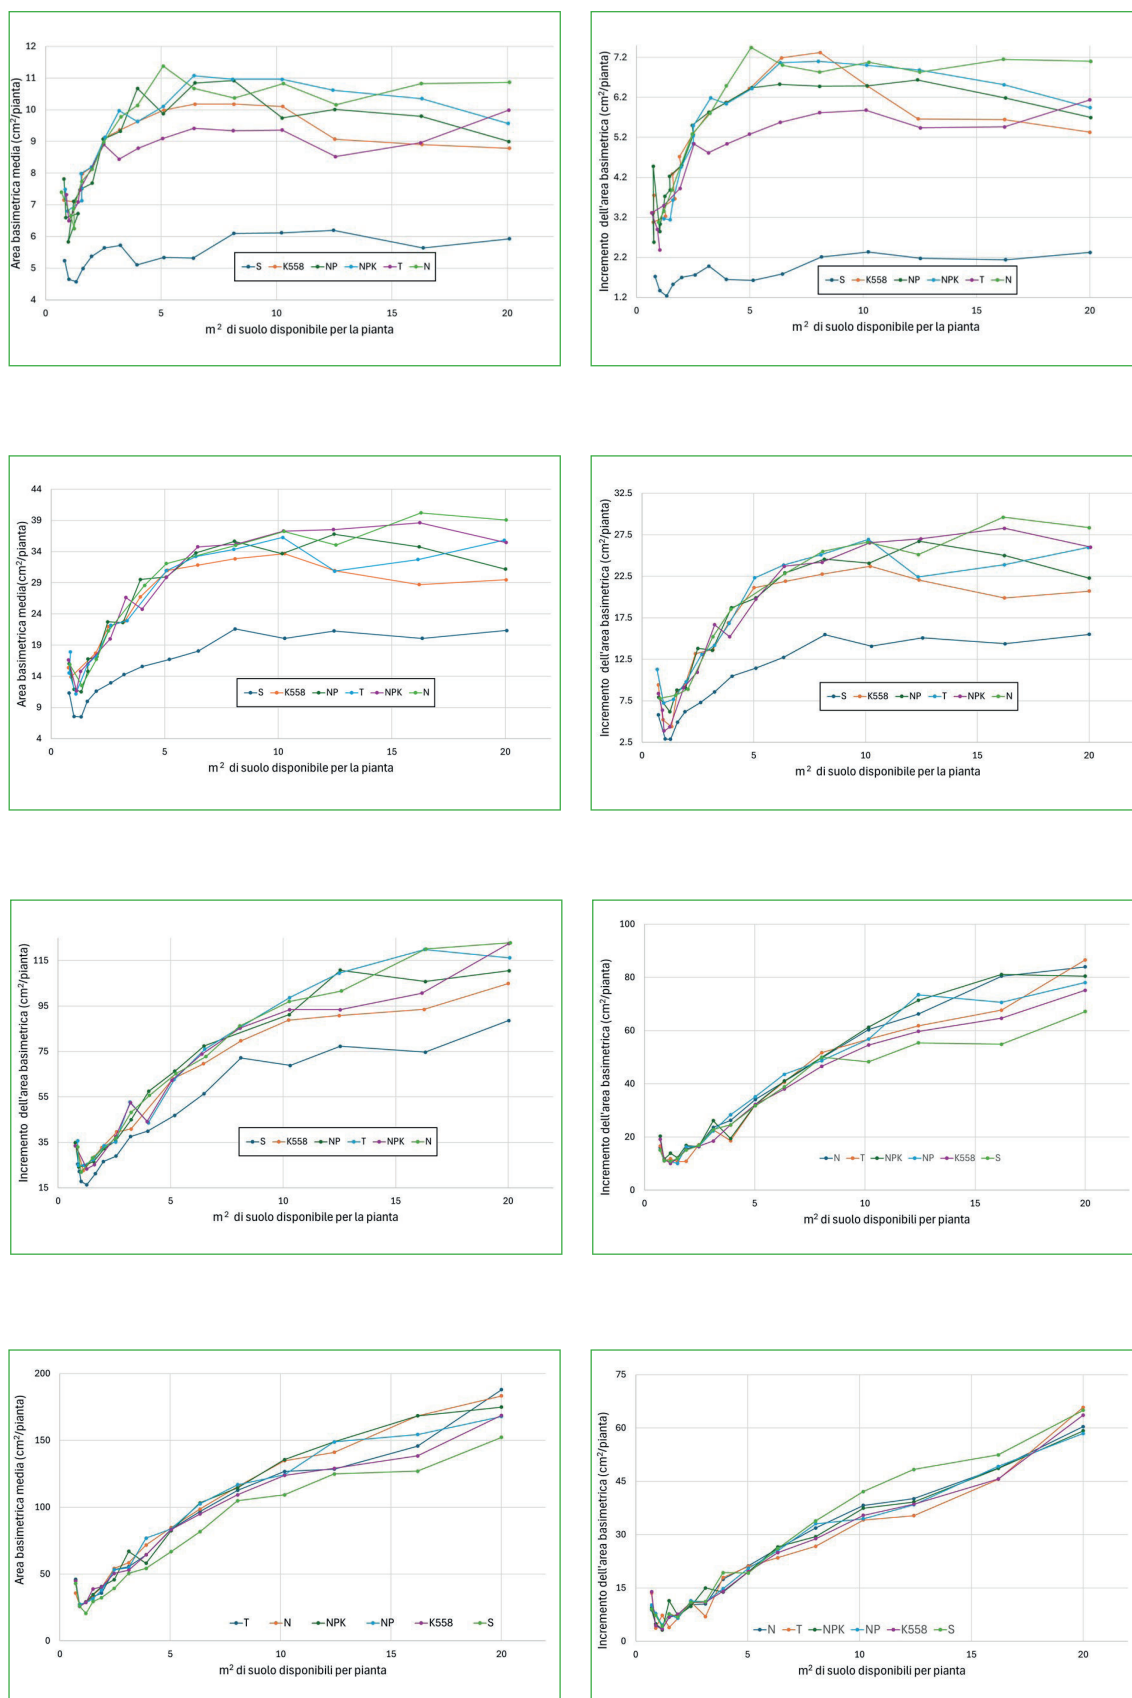 Area basimetrica media (cm²/pianta)
12
11
10
9
8
7
6
5
4
S K558 NP NPK T N
0 5 10 15 20
m² di suolo disponibile per la pianta
Incremento dell'area basimetrica (cm²/pianta)
7.2
6.2
5.2
4.2
3.2
2.2
1.2
S K558 NP NPK T N
0 5 10 15 20
m² di suolo disponibile per la pianta
Area basimetrica media(cm²/pianta)
44
39
34
29
24
19
14
9
4
S K558 NP T NPK N
0 5 10 15 20
m² di suolo disponibile per la pianta
Incremento dell'area basimetrica (cm²/pianta)
32.5
27.5
22.5
17.5
12.5
7.5
2.5
S K558 NP T NPK N
0 5 10 15 20
m² di suolo disponibile per la pianta
Incremento dell'area basimetrica (cm²/pianta)
115
95
75
55
35
15
S K558 NP T NPK N
0 5 10 15 20
m² di suolo disponibile per la pianta
Incremento dell'area basimetrica (cm²/pianta)
100
80
60
40
20
0
N T NPK NP K558 S
0 5 10 15 20
m² di suolo disponibili per pianta
Area basimetrica media (cm²/pianta)
200
150
100
50
0
T N NPK NP K558 S
0 5 10 15 20
m² di suolo disponibili per pianta
Incremento dell'area basimetrica (cm²/pianta)
75
60
45
30
15
0
N T NPK NP K558 S
0 5 10 15 20
m² di suolo disponibili per pianta